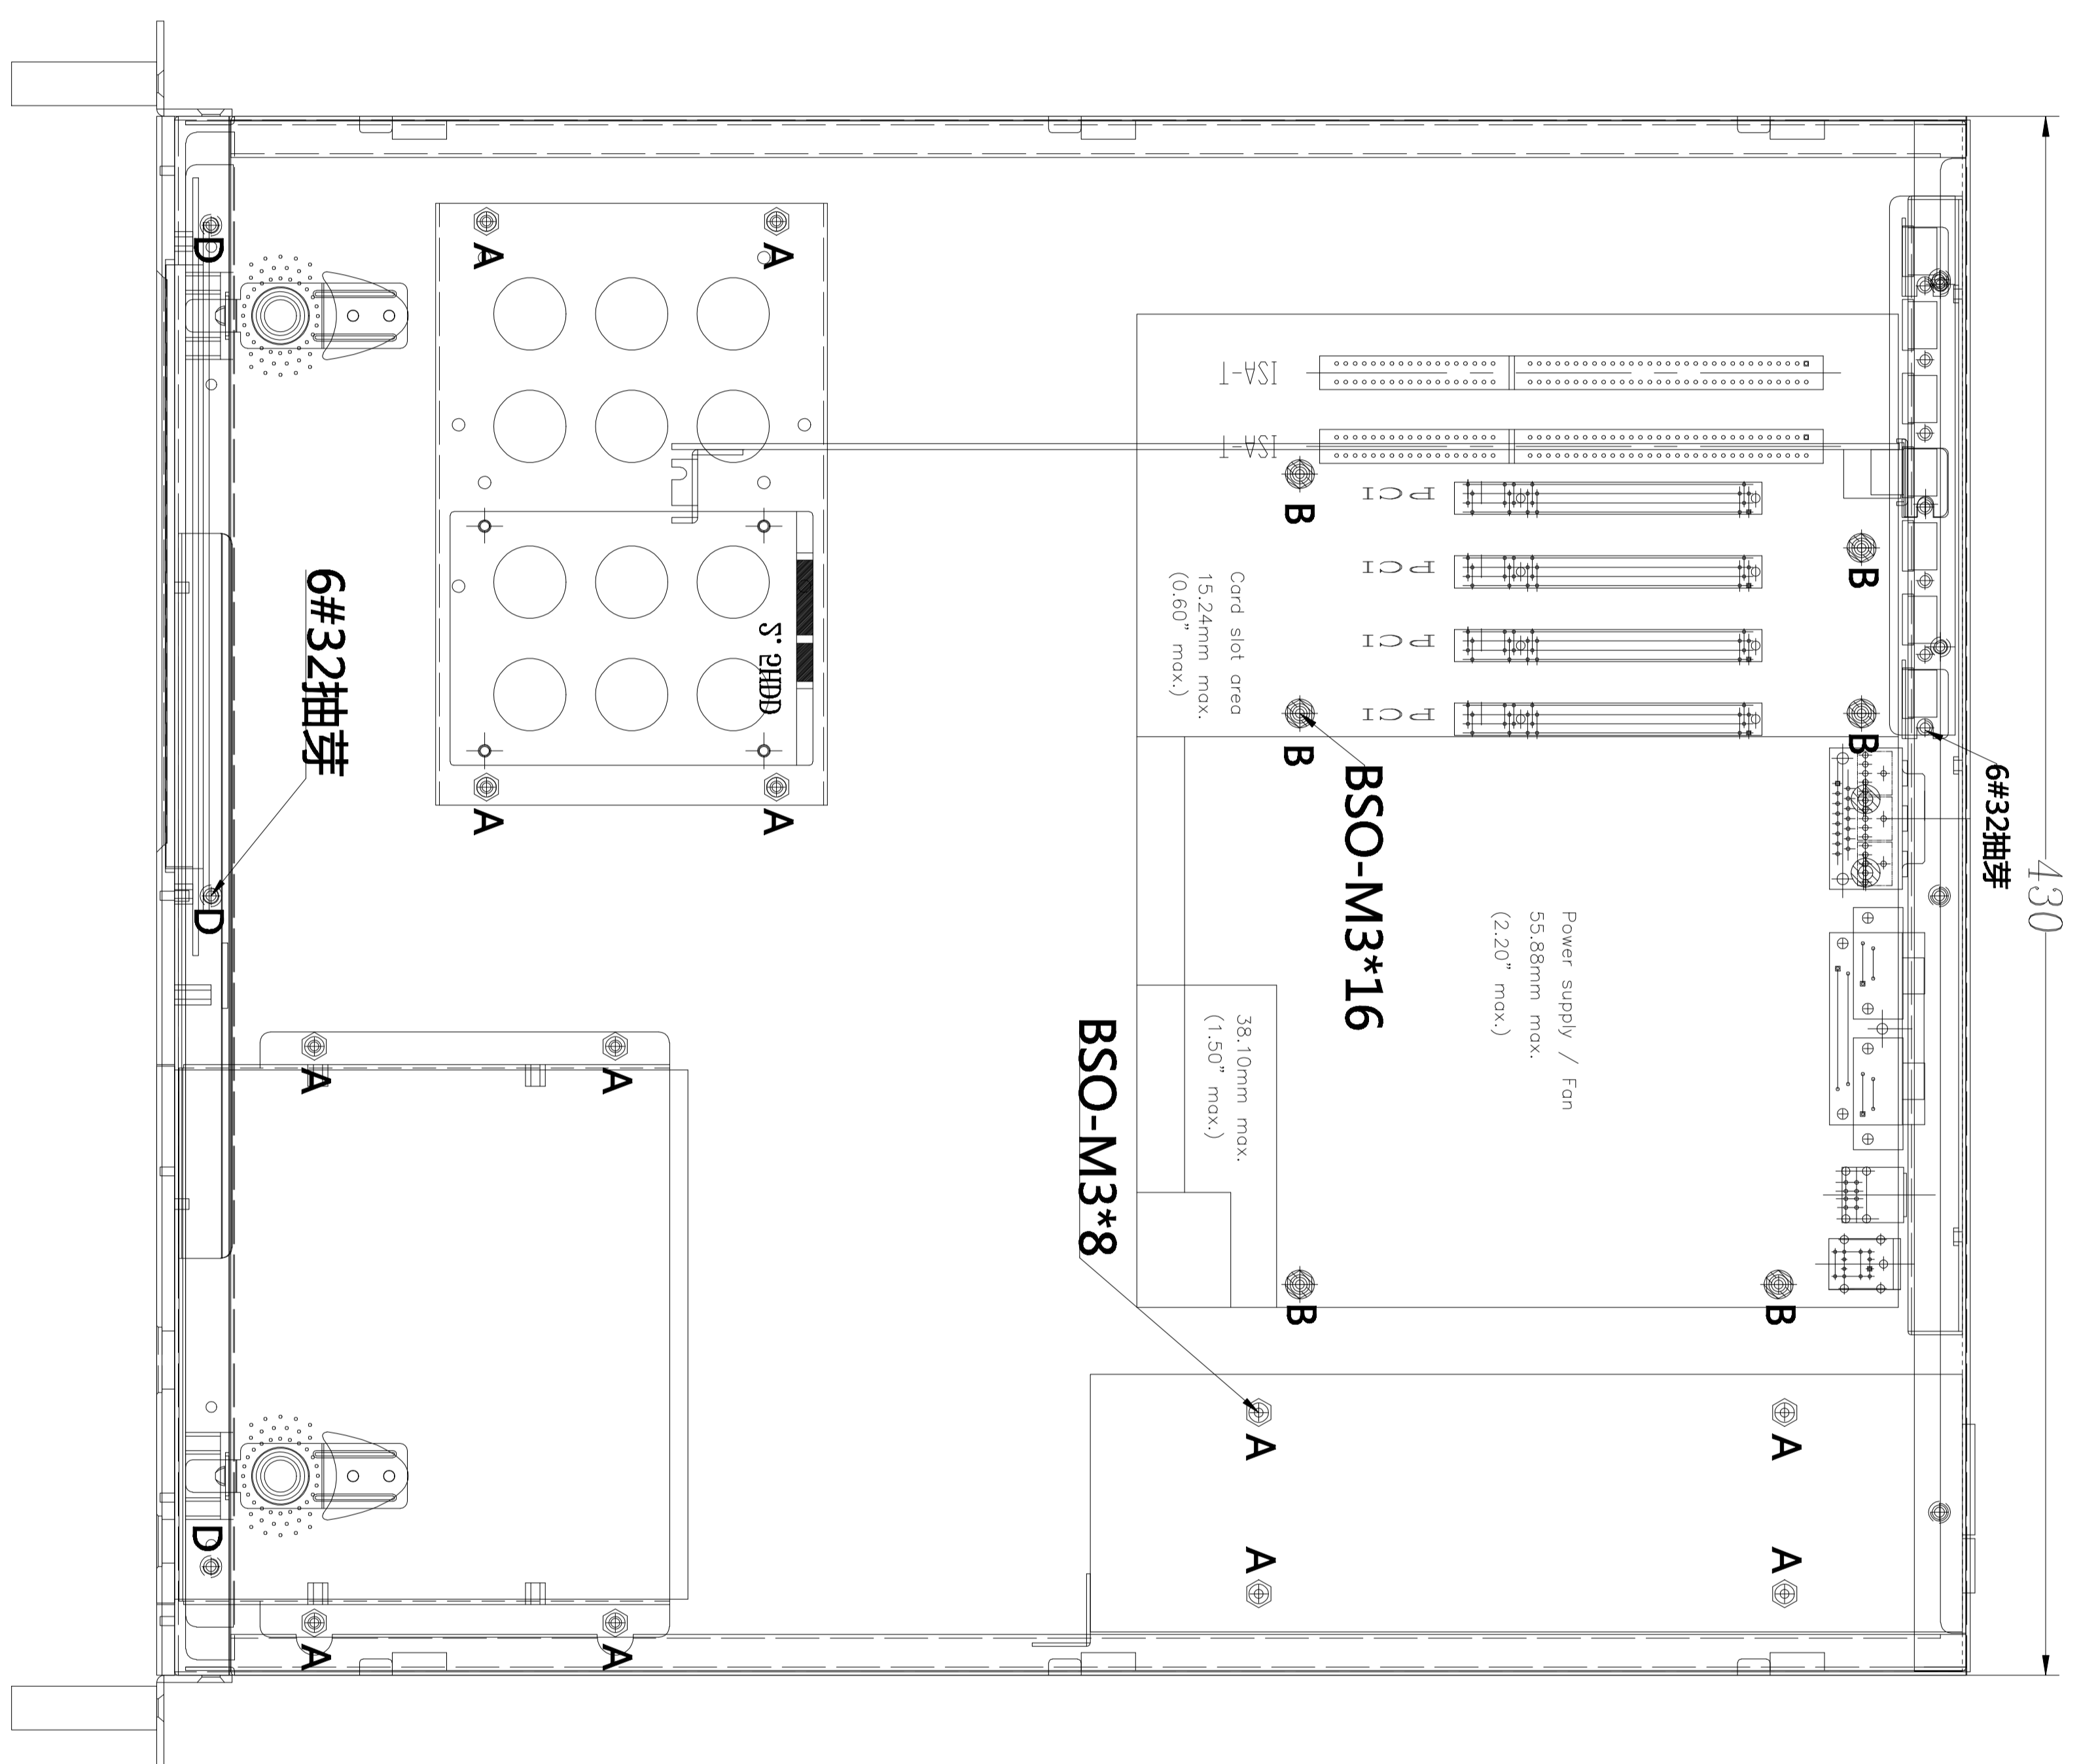 430
6#32抽芽
D
A
A
ISA-T
ISA-T
B
PCI
B
PCI
Card slot area
15.24mm max.
(0.60" max.)
PCI
PCI
2.5HDD
6#32抽芽
B
B
BSO-M3*16
A
A
D
Power supply / Fan
55.88mm max.
(2.20" max.)
38.10mm max.
(1.50" max.)
BSO-M3*8
A
A
B
B
A
A
D
A
A
A
A